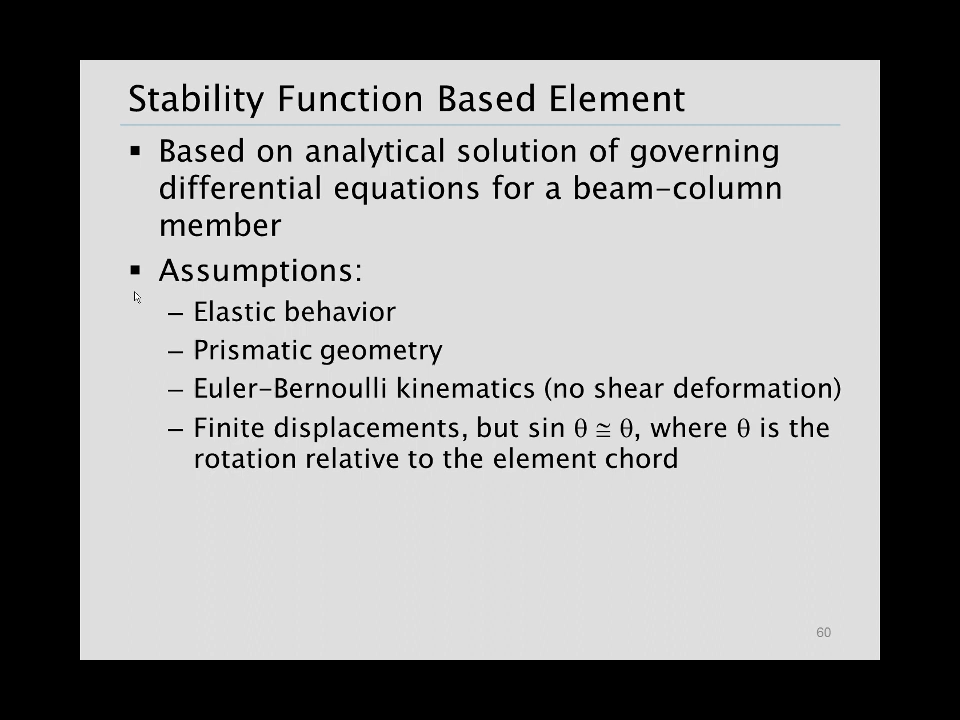 Stability Function Based Element
▪ Based on analytical solution of governing
differential equations for a beam-column
member
▪ Assumptions:
– Elastic behavior
– Prismatic geometry
– Euler-Bernoulli kinematics (no shear deformation)
– Finite displacements, but sin θ ≅ θ, where θ is the
rotation relative to the element chord
60